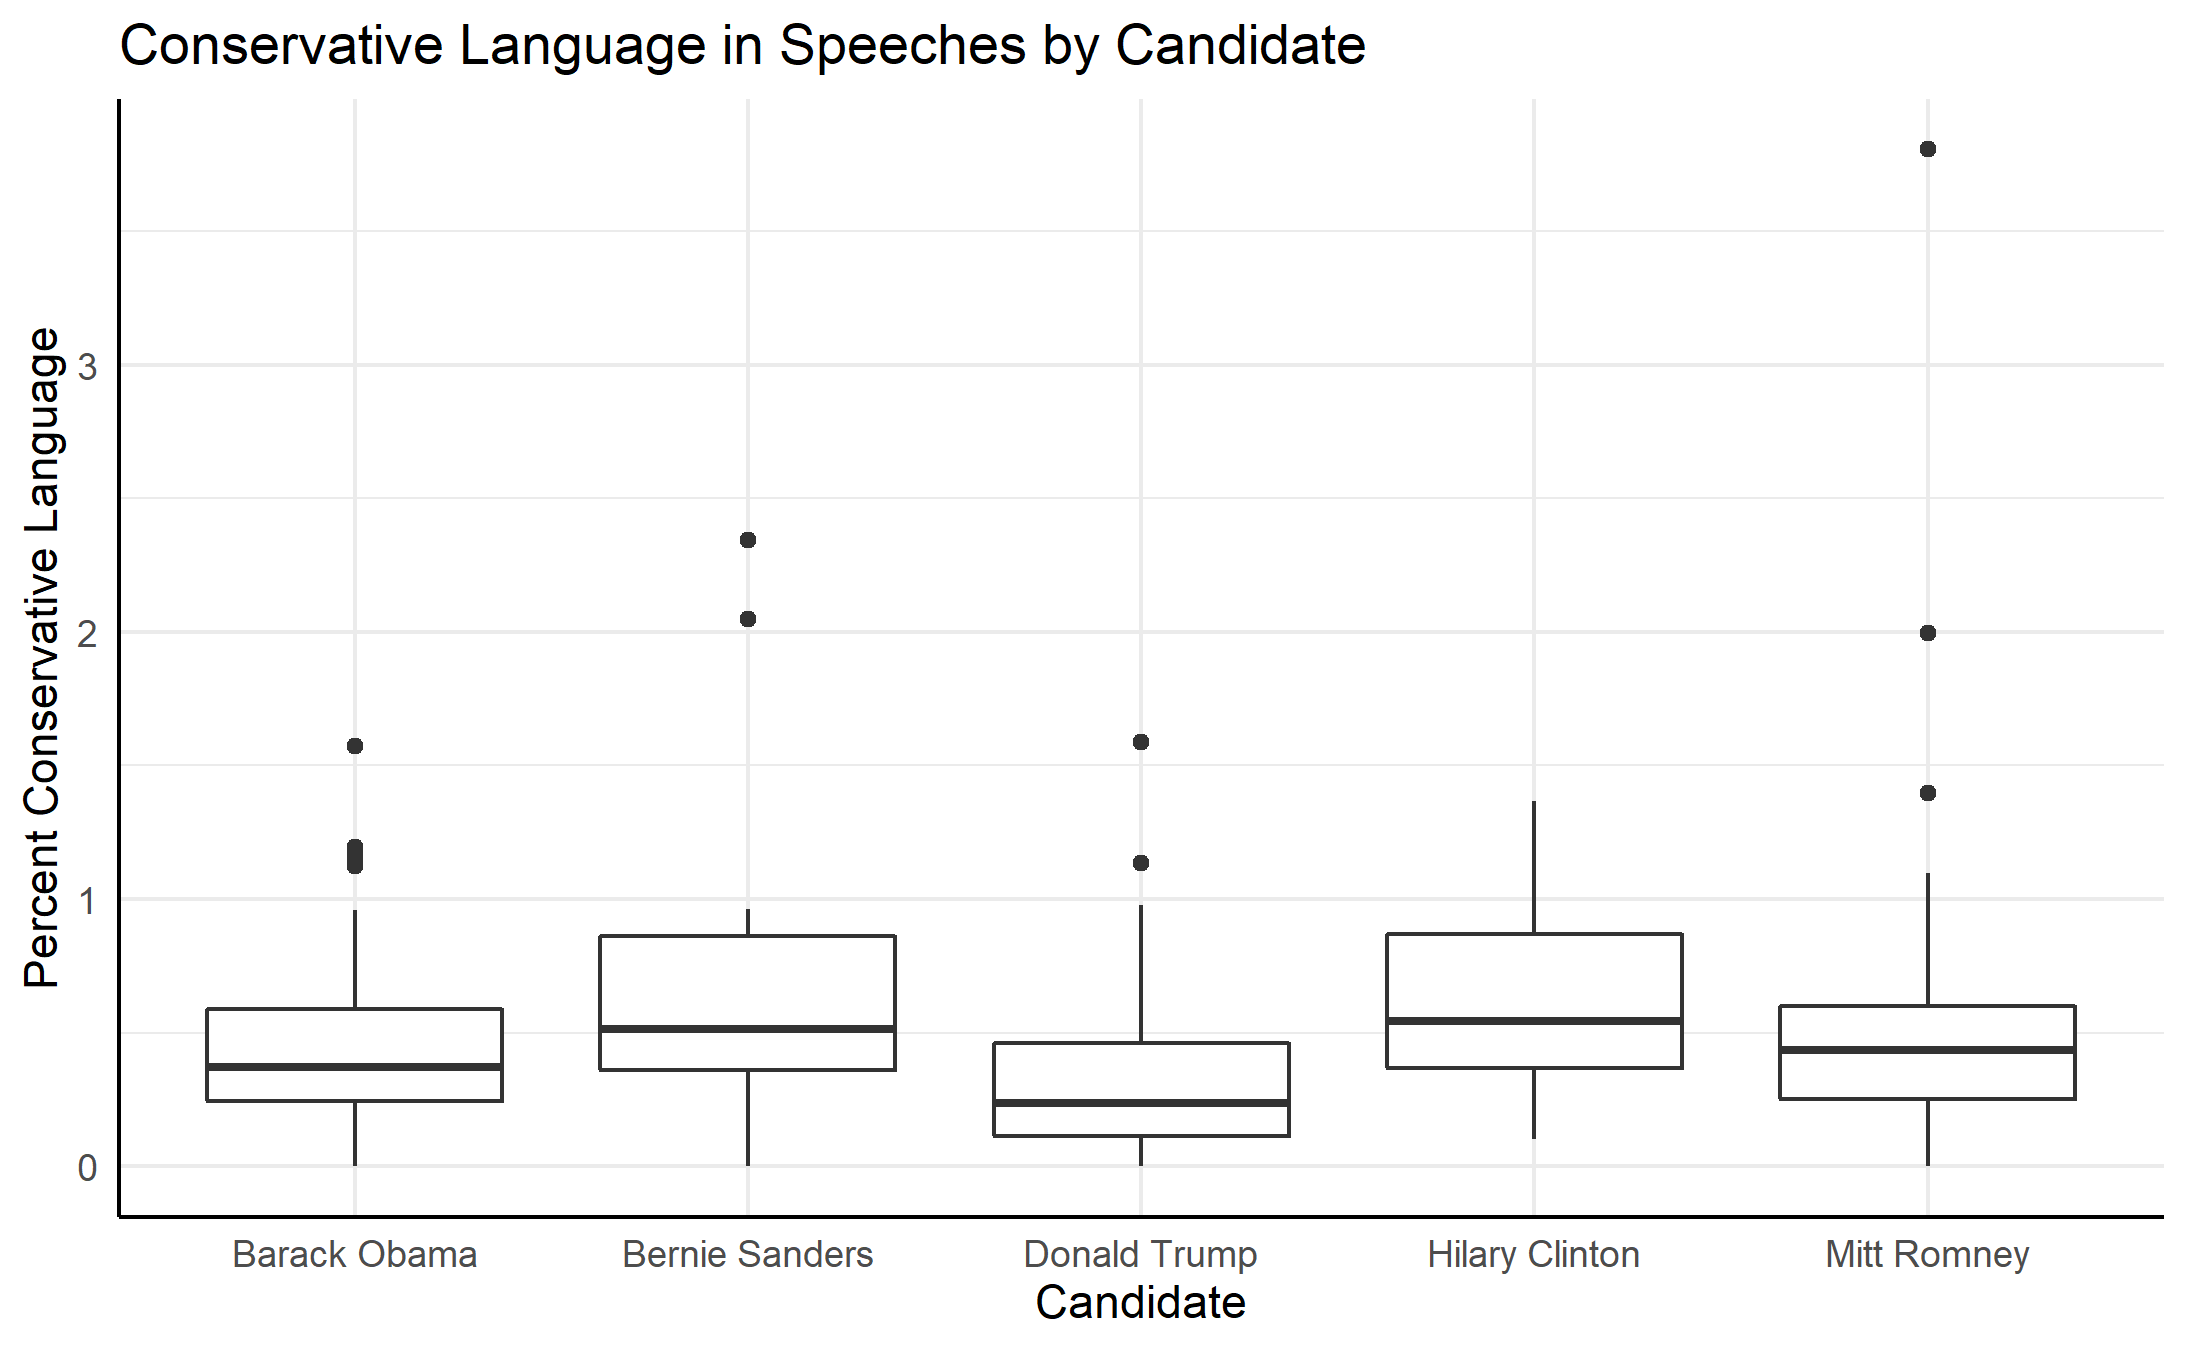 Conservative Language in Speeches by Candidate
Percent Conservative Language
3
2
1
0
Barack Obama
Bernie Sanders
Donald Trump
Hilary Clinton
Mitt Romney
Candidate